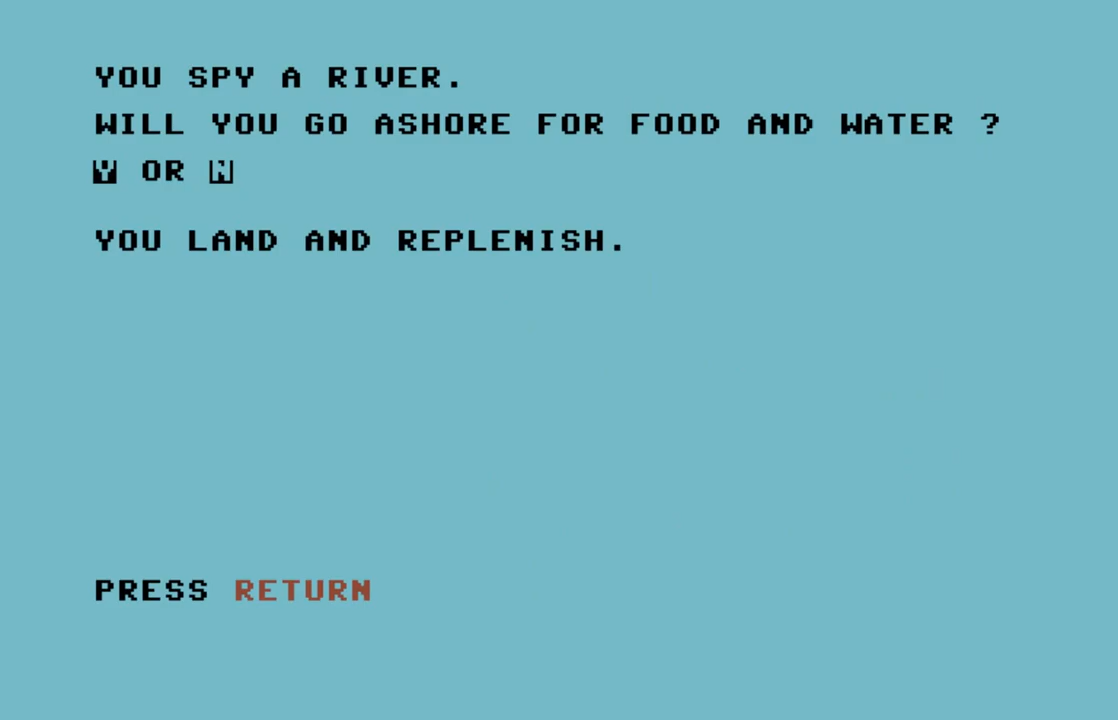 YOU SPY A RIVER.
WILL YOU GO ASHORE FOR FOOD AND WATER ?
Y OR N
YOU LAND AND REPLENISH.
PRESS RETURN